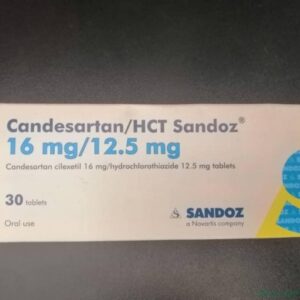 Candesartan/HCT Sandoz®
16 mg/12.5 mg
Candesartan cilexetil 16 mg/hydrochlorothiazide 12.5 mg tablets
30 tablets
Oral use
SANDOZ
a Novartis company